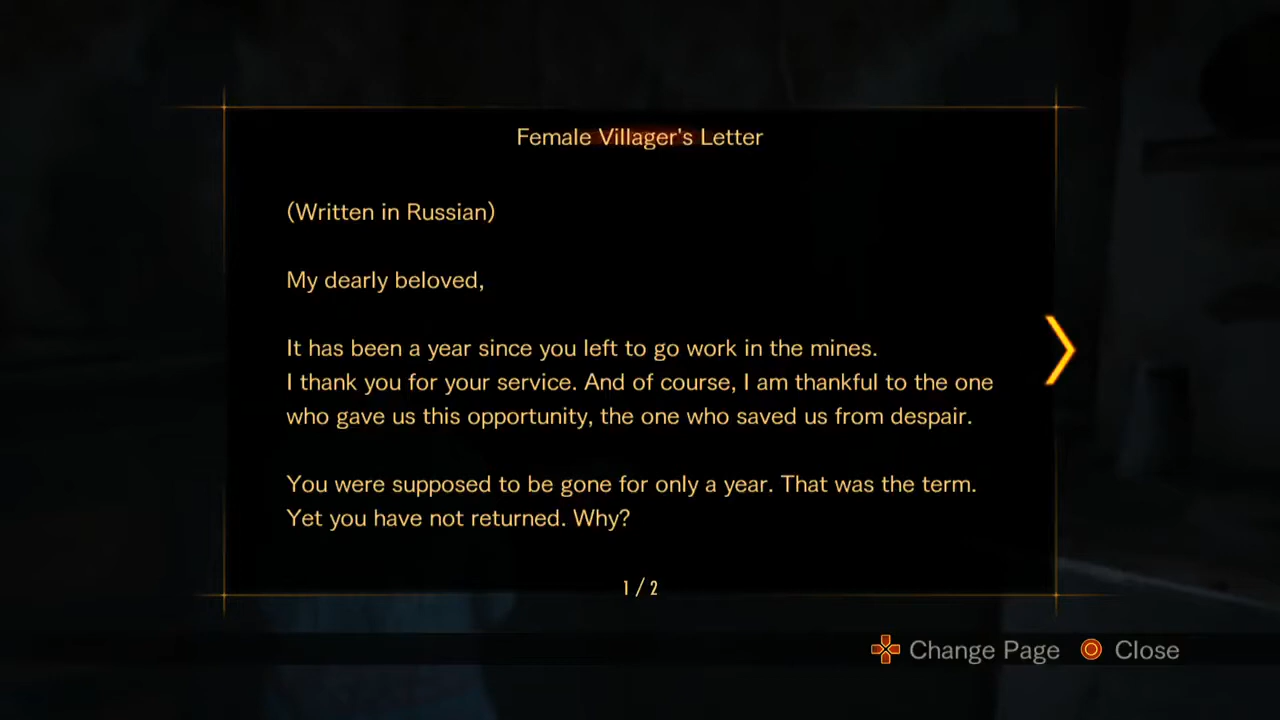 Female Villager's Letter
(Written in Russian)
My dearly beloved,
It has been a year since you left to go work in the mines.
I thank you for your service. And of course, I am thankful to the one
who gave us this opportunity, the one who saved us from despair.
You were supposed to be gone for only a year. That was the term.
Yet you have not returned. Why?
1 / 2
Change Page Close